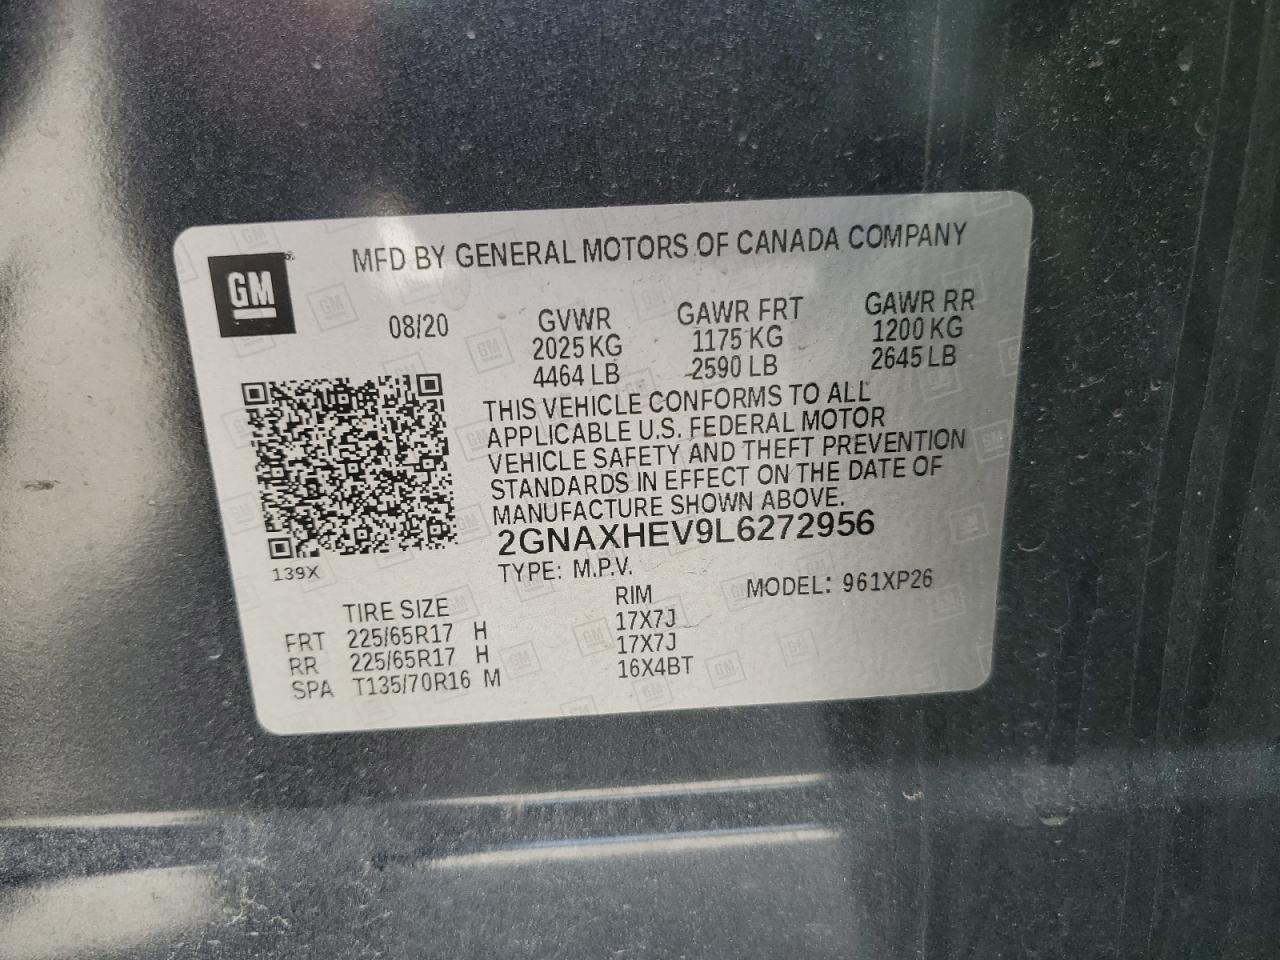 GM
MFD BY GENERAL MOTORS OF CANADA COMPANY
08/20 GVWR GAWR FRT GAWR RR
2025 KG 1175 KG 1200 KG
4464 LB 2590 LB 2645 LB
THIS VEHICLE CONFORMS TO ALL
APPLICABLE U.S. FEDERAL MOTOR
VEHICLE SAFETY AND THEFT PREVENTION
STANDARDS IN EFFECT ON THE DATE OF
MANUFACTURE SHOWN ABOVE.
2GNAXHEV9L6272956
139X
TYPE: M.P.V. MODEL: 961XP26
TIRE SIZE RIM
FRT 225/65R17 H 17X7J
RR 225/65R17 H 17X7J
SPA T135/70R16 M 16X4BT